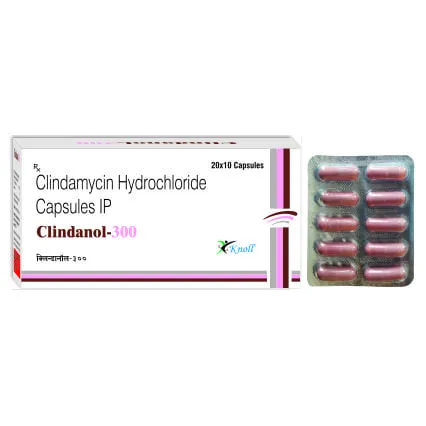 20x10 Capsules
Rx
Clindamycin Hydrochloride
Capsules IP
Clindanol-300
Knoll
क्लिन्डानौल-३००